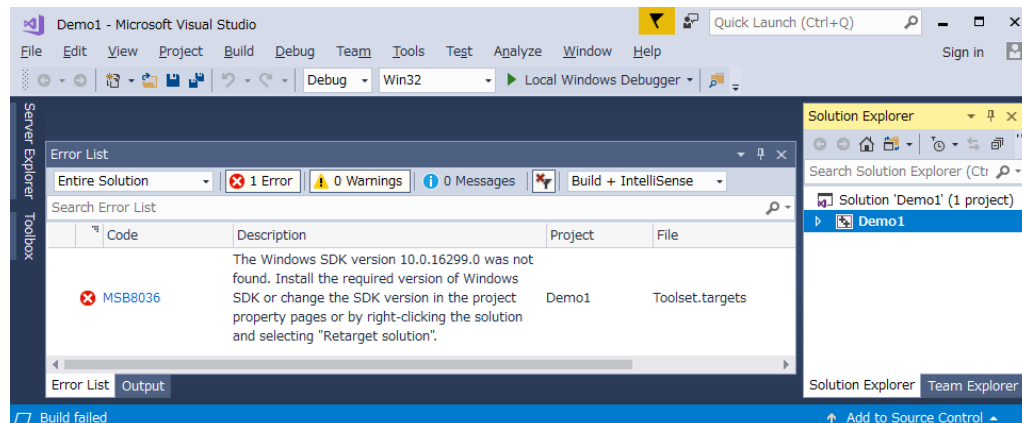 Demo1 - Microsoft Visual Studio
Quick Launch (Ctrl+Q)
File Edit View Project Build Debug Team Tools Test Analyze Window Help
Sign in
Debug Win32 Local Windows Debugger
Server Explorer
Toolbox
Error List
Entire Solution 1 Error 0 Warnings 0 Messages Build + IntelliSense
Search Error List
Code Description Project File
The Windows SDK version 10.0.16299.0 was not
found. Install the required version of Windows
MSB8036 SDK or change the SDK version in the project Demo1 Toolset.targets
property pages or by right-clicking the solution
and selecting "Retarget solution".
Error List Output
Solution Explorer
Search Solution Explorer (Ctr
Solution 'Demo1' (1 project)
Demo1
Solution Explorer Team Explorer
Build failed
Add to Source Control